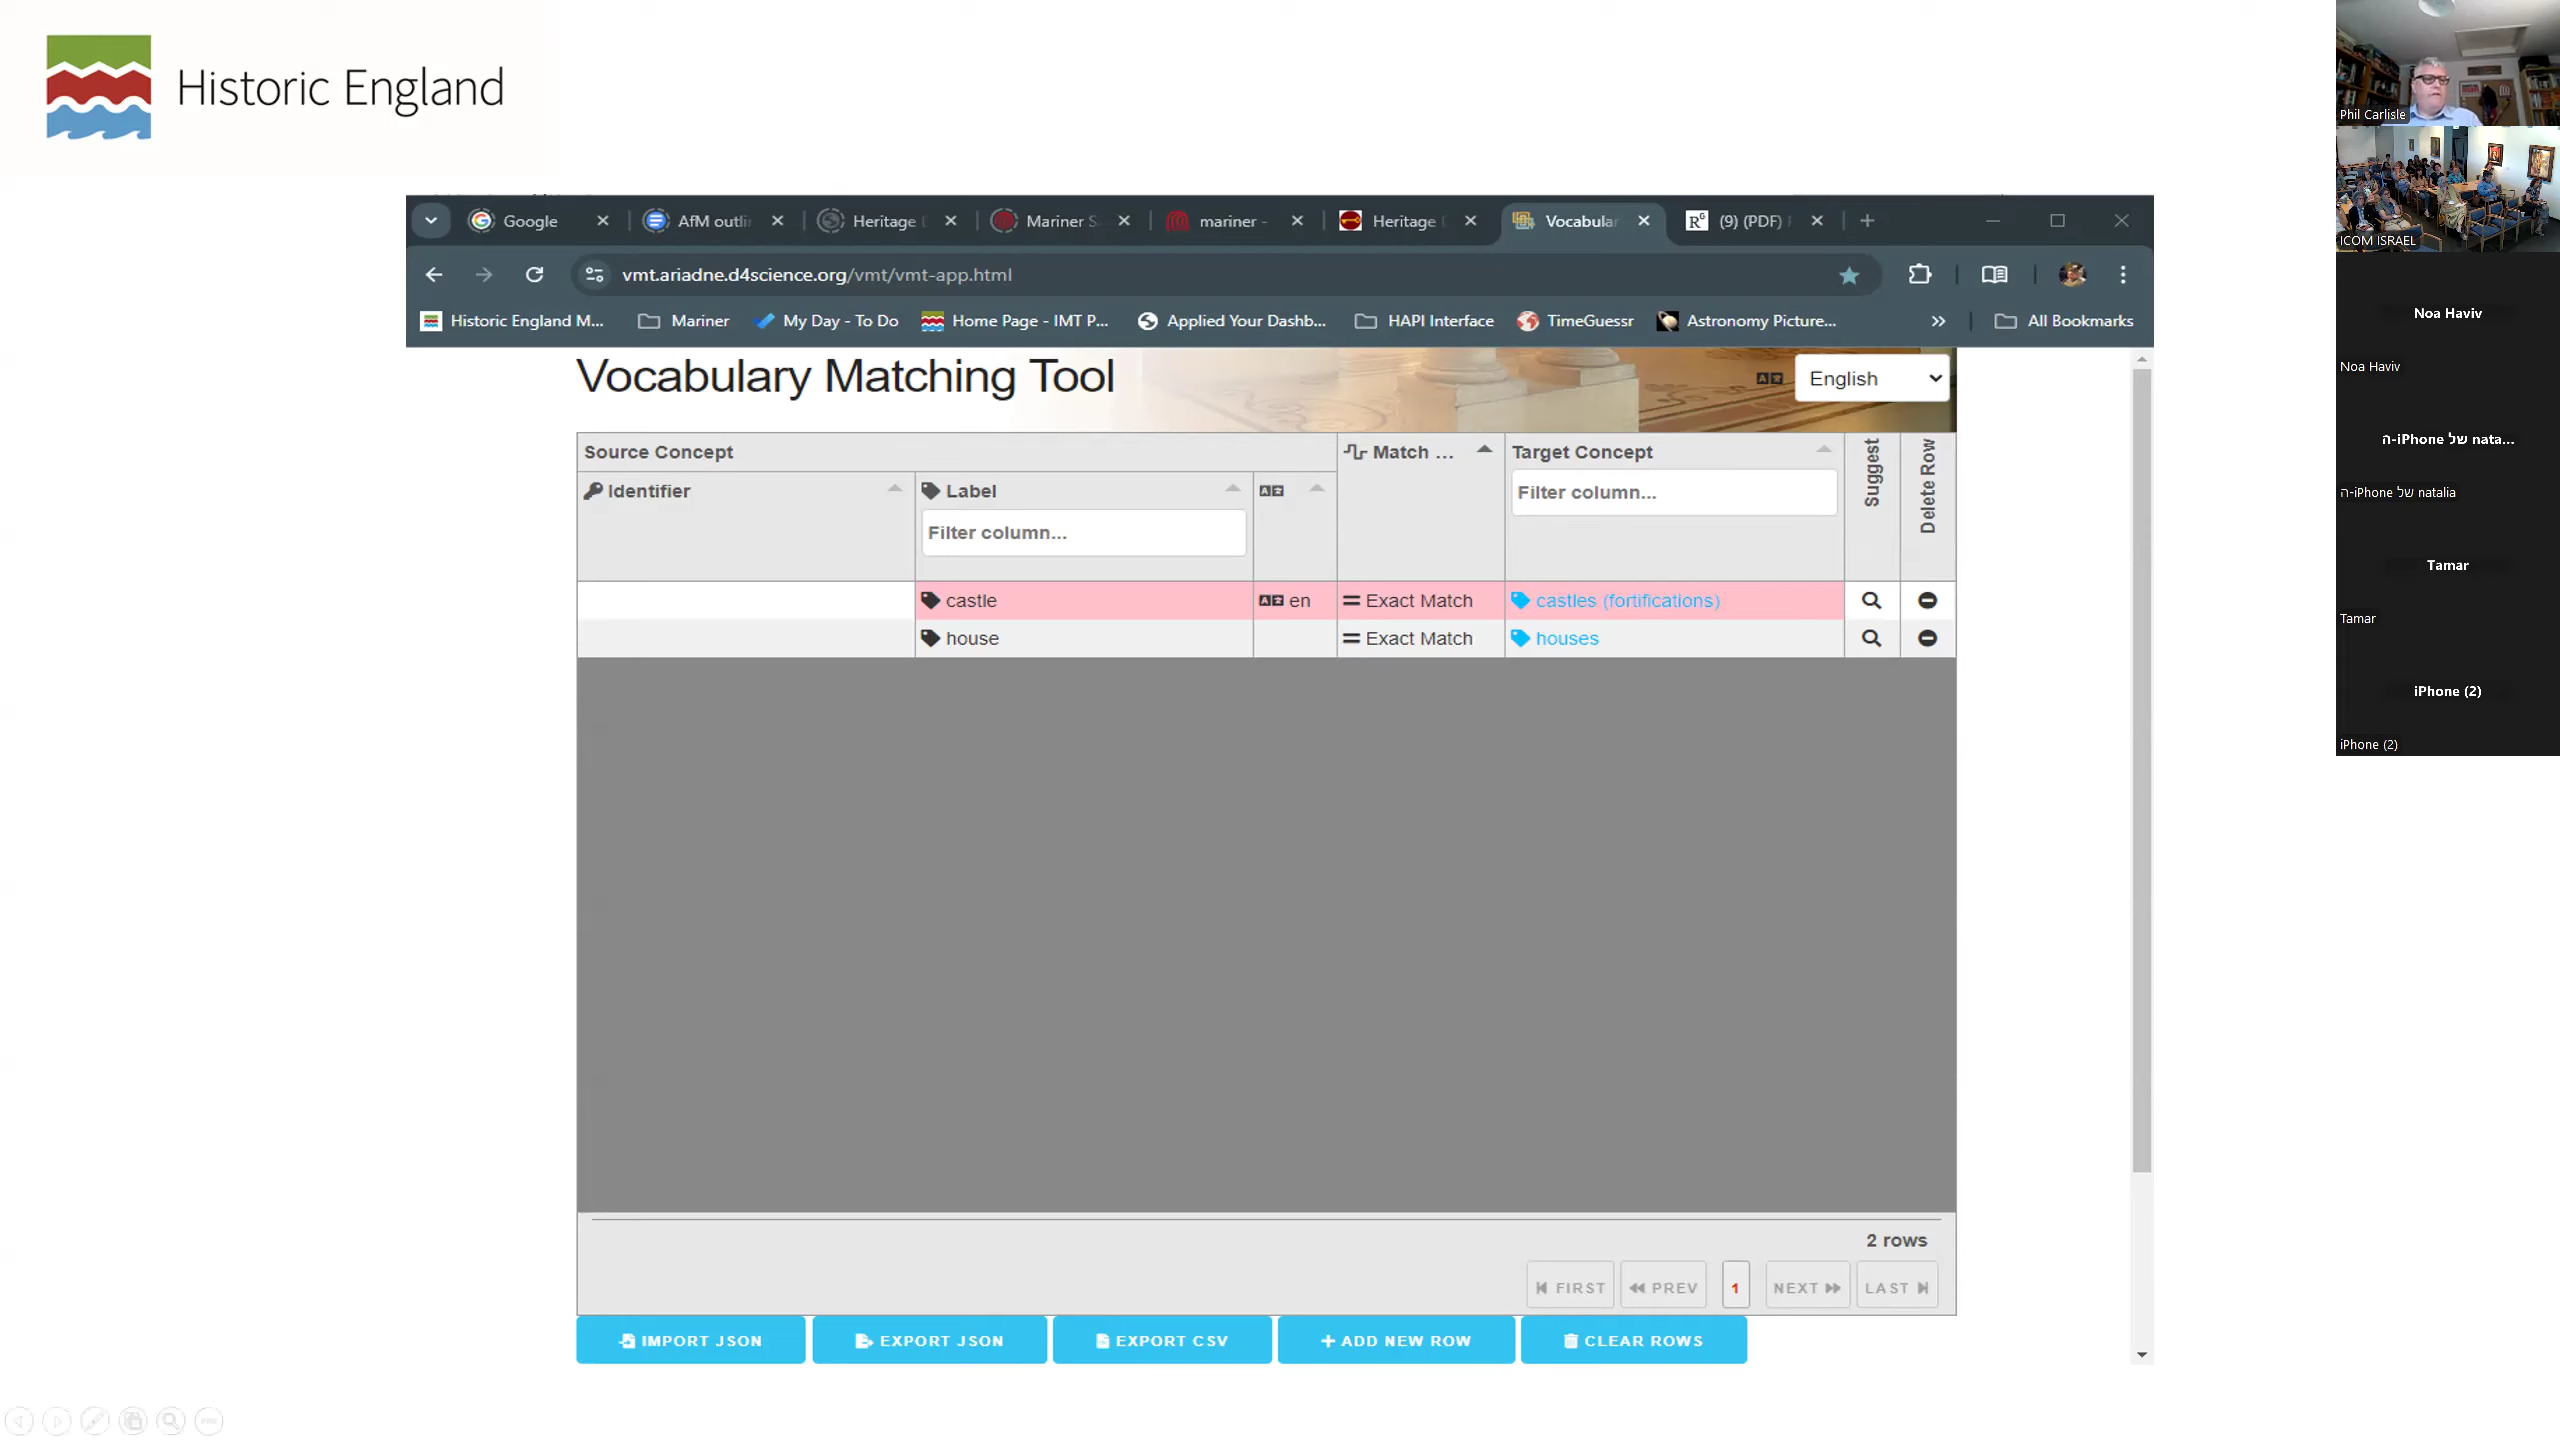 Historic England
Google
AfM outli
Heritage
Mariner S
mariner -
Heritage
Vocabular
(9) (PDF)
vmt.ariadne.d4science.org/vmt/vmt-app.html
Historic England M...
Mariner
My Day - To Do
Home Page - IMT P...
Applied Your Dashb...
HAPI Interface
TimeGuessr
Astronomy Picture...
All Bookmarks
Vocabulary Matching Tool
English
Source Concept
Match ...
Target Concept
Suggest
Delete Row
Identifier
Label
Filter column...
Filter column...
castle en Exact Match castles (fortifications)
house Exact Match houses
2 rows
FIRST PREV 1 NEXT LAST
IMPORT JSON EXPORT JSON EXPORT CSV ADD NEW ROW CLEAR ROWS
Phil Carlisle
ICOM ISRAEL
Noa Haviv
Noa Haviv
ה-iPhone של nata...
ה-iPhone של natalia
Tamar
Tamar
iPhone (2)
iPhone (2)